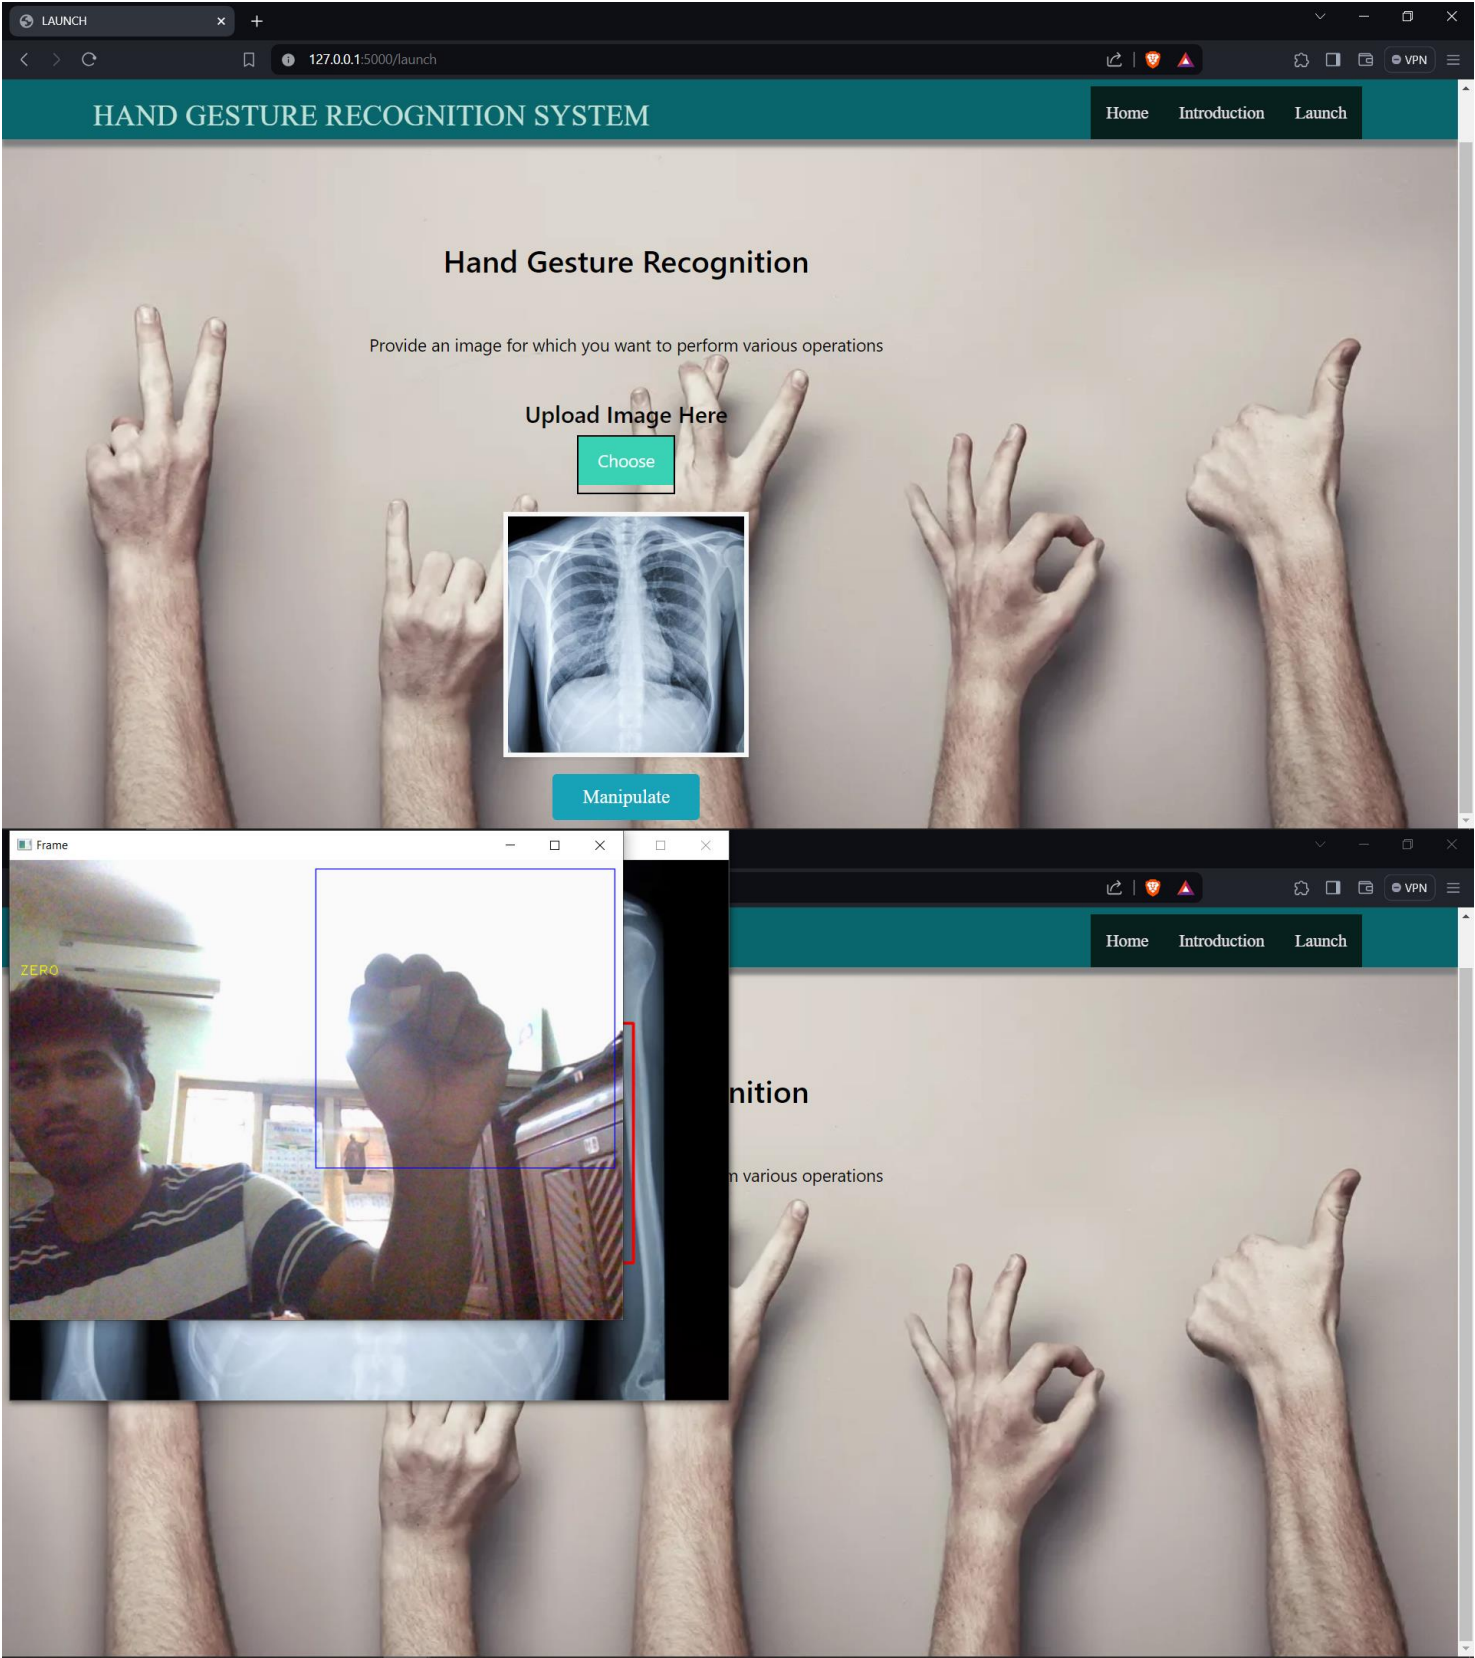 LAUNCH
127.0.0.1:5000/launch
VPN
HAND GESTURE RECOGNITION SYSTEM
Home Introduction Launch
Hand Gesture Recognition
Provide an image for which you want to perform various operations
Upload Image Here
Choose
Manipulate
Frame
VPN
Home Introduction Launch
ZERO
nition
n various operations